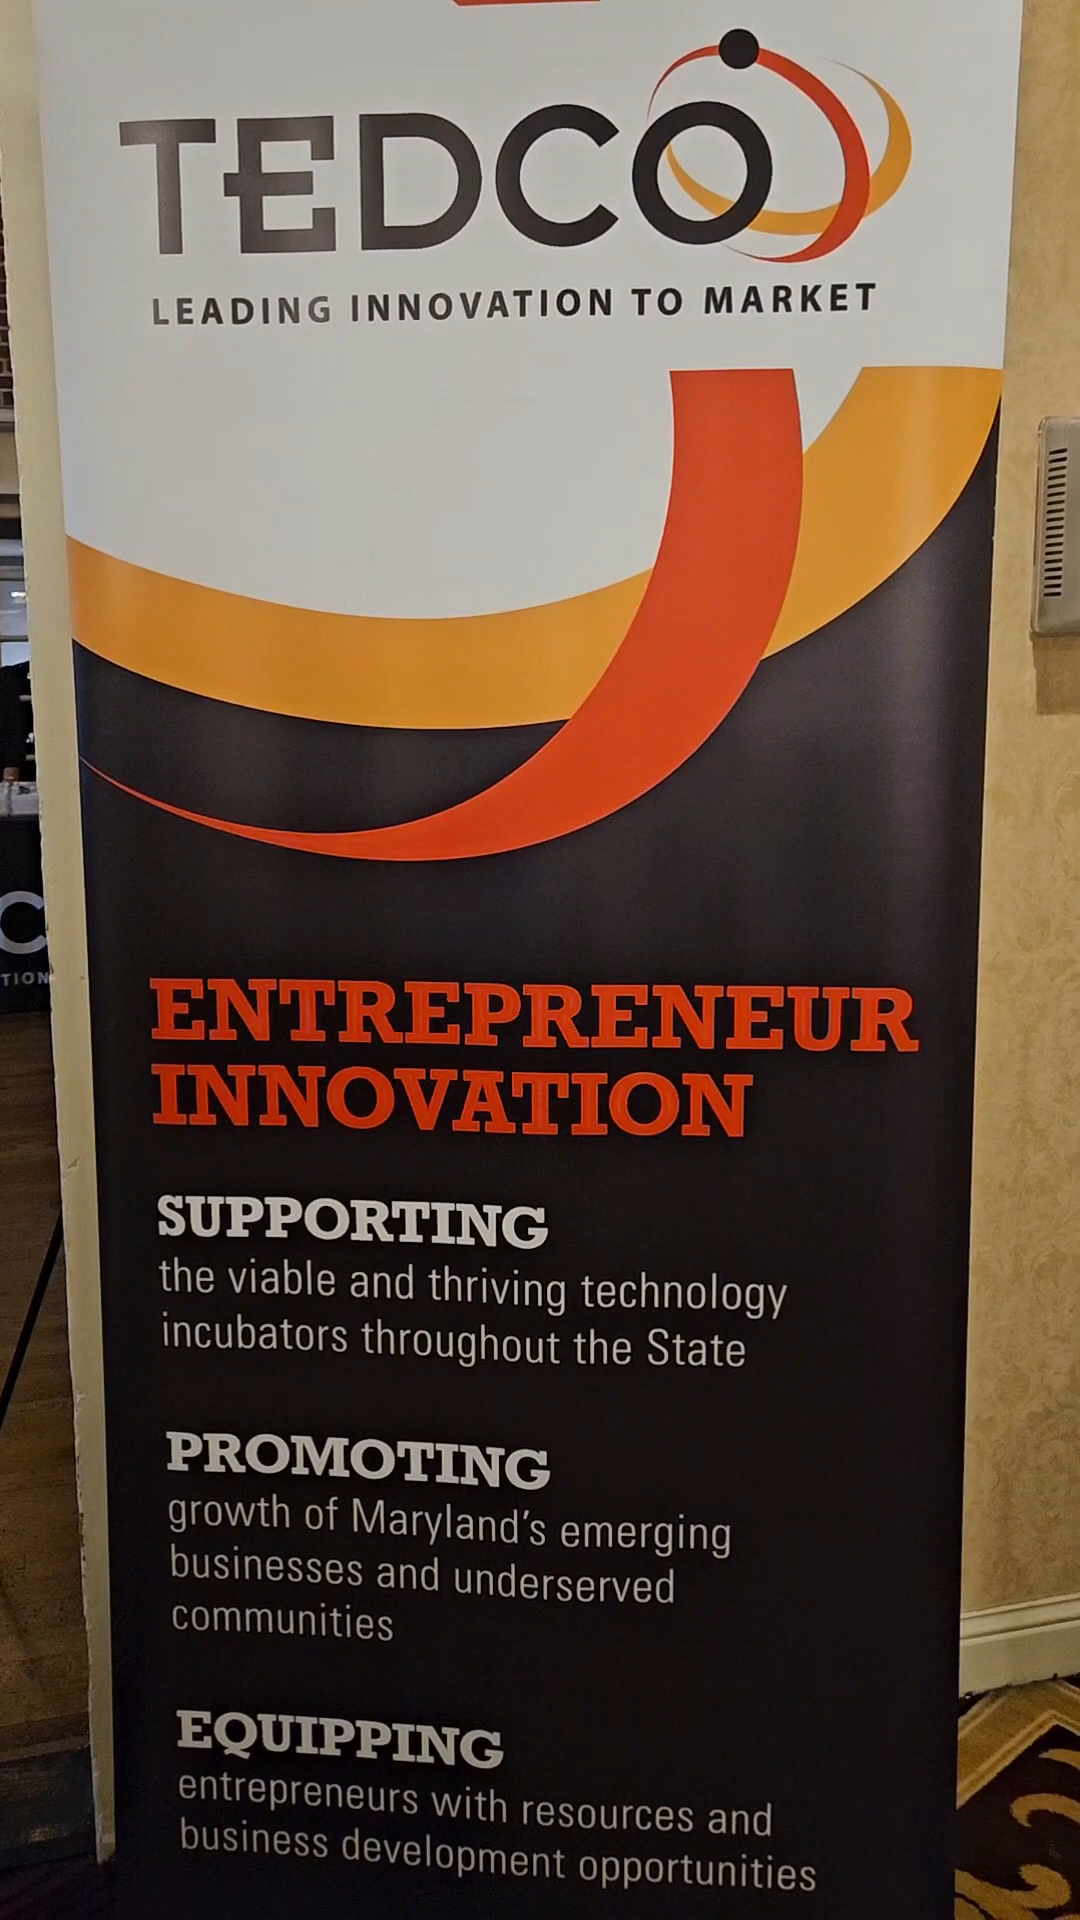 TEDCO
LEADING INNOVATION TO MARKET
ENTREPRENEUR
INNOVATION
SUPPORTING
the viable and thriving technology
incubators throughout the State
PROMOTING
growth of Maryland's emerging
businesses and underserved
communities
EQUIPPING
entrepreneurs with resources and
business development opportunities
C
TION